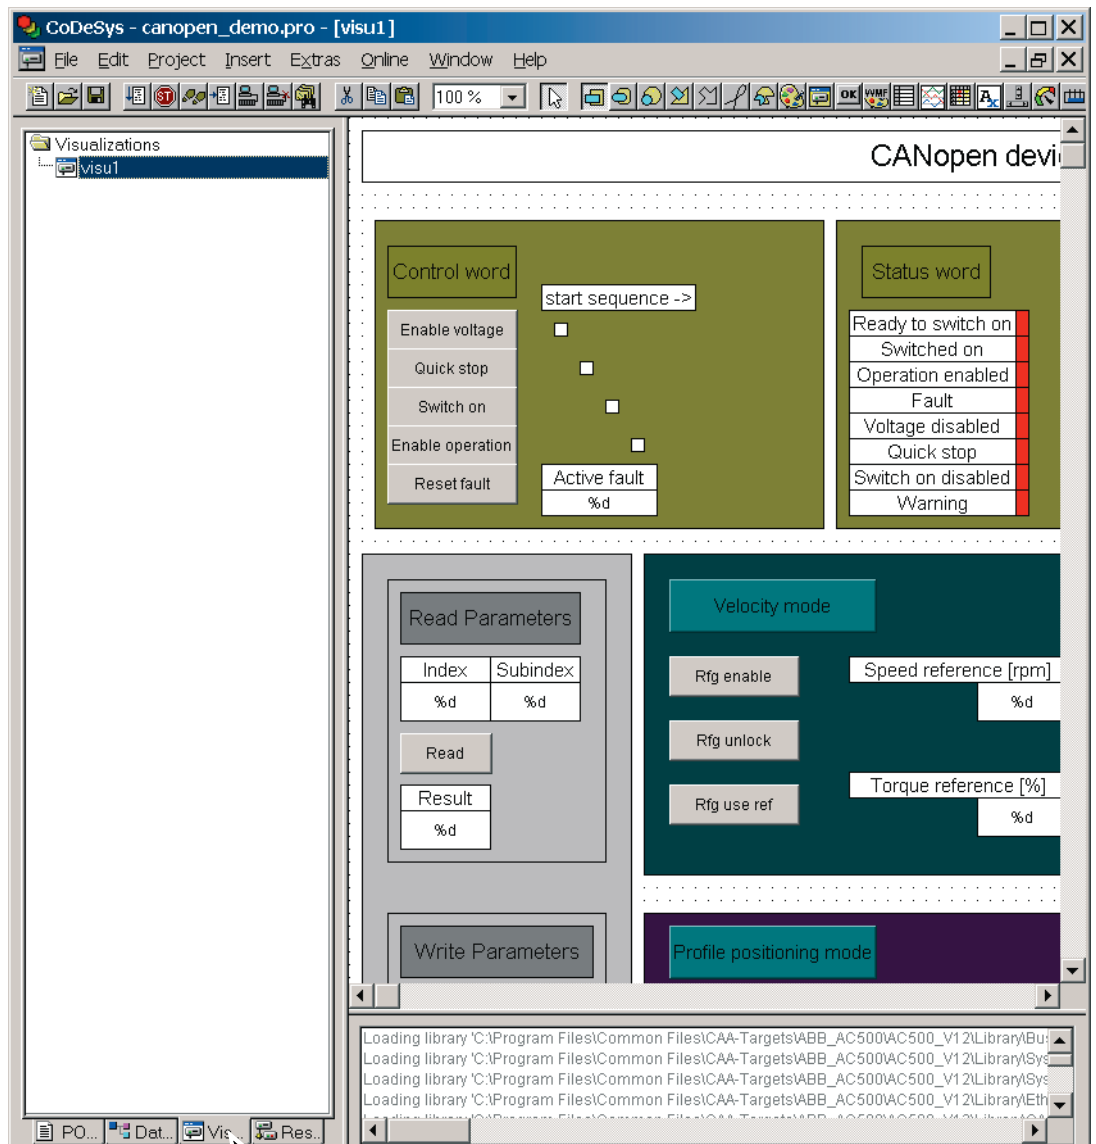 CoDeSys - canopen_demo.pro - [visu1]
File Edit Project Insert Extras Online Window Help
100 %
OK
WMF
Visualizations
visu1
CANopen devi
Control word
start sequence ->
Enable voltage
Quick stop
Switch on
Enable operation
Reset fault
Active fault
%d
Status word
Ready to switch on
Switched on
Operation enabled
Fault
Voltage disabled
Quick stop
Switch on disabled
Warning
Read Parameters
Index Subindex
%d %d
Read
Result
%d
Velocity mode
Rfg enable
Speed reference [rpm]
%d
Rfg unlock
Torque reference [%]
Rfg use ref
%d
Write Parameters
Profile positioning mode
Loading library 'C:\Program Files\Common Files\CAA-Targets\ABB_AC500\AC500_V12\Library\Bu
Loading library 'C:\Program Files\Common Files\CAA-Targets\ABB_AC500\AC500_V12\Library\Sys
Loading library 'C:\Program Files\Common Files\CAA-Targets\ABB_AC500\AC500_V12\Library\Sys
Loading library 'C:\Program Files\Common Files\CAA-Targets\ABB_AC500\AC500_V12\Library\Eth
PO... Dat... Vis... Res..